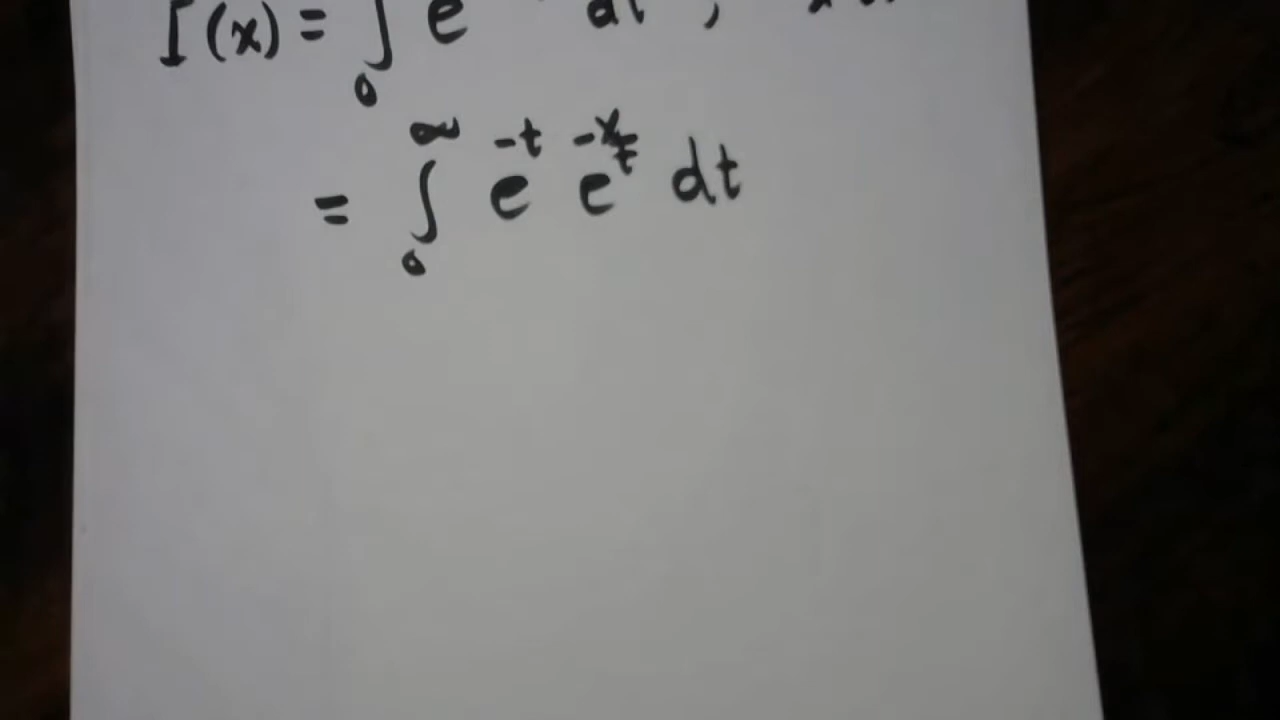 I(x) = ∫₀ e dt ,
= ∫₀^∞ e^{-t} e^{-x/t} dt